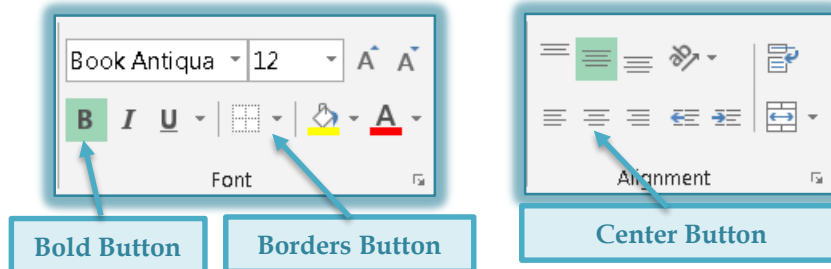 Book Antiqua 12 A A
B I U A
Font
Alignment
Bold Button
Borders Button
Center Button